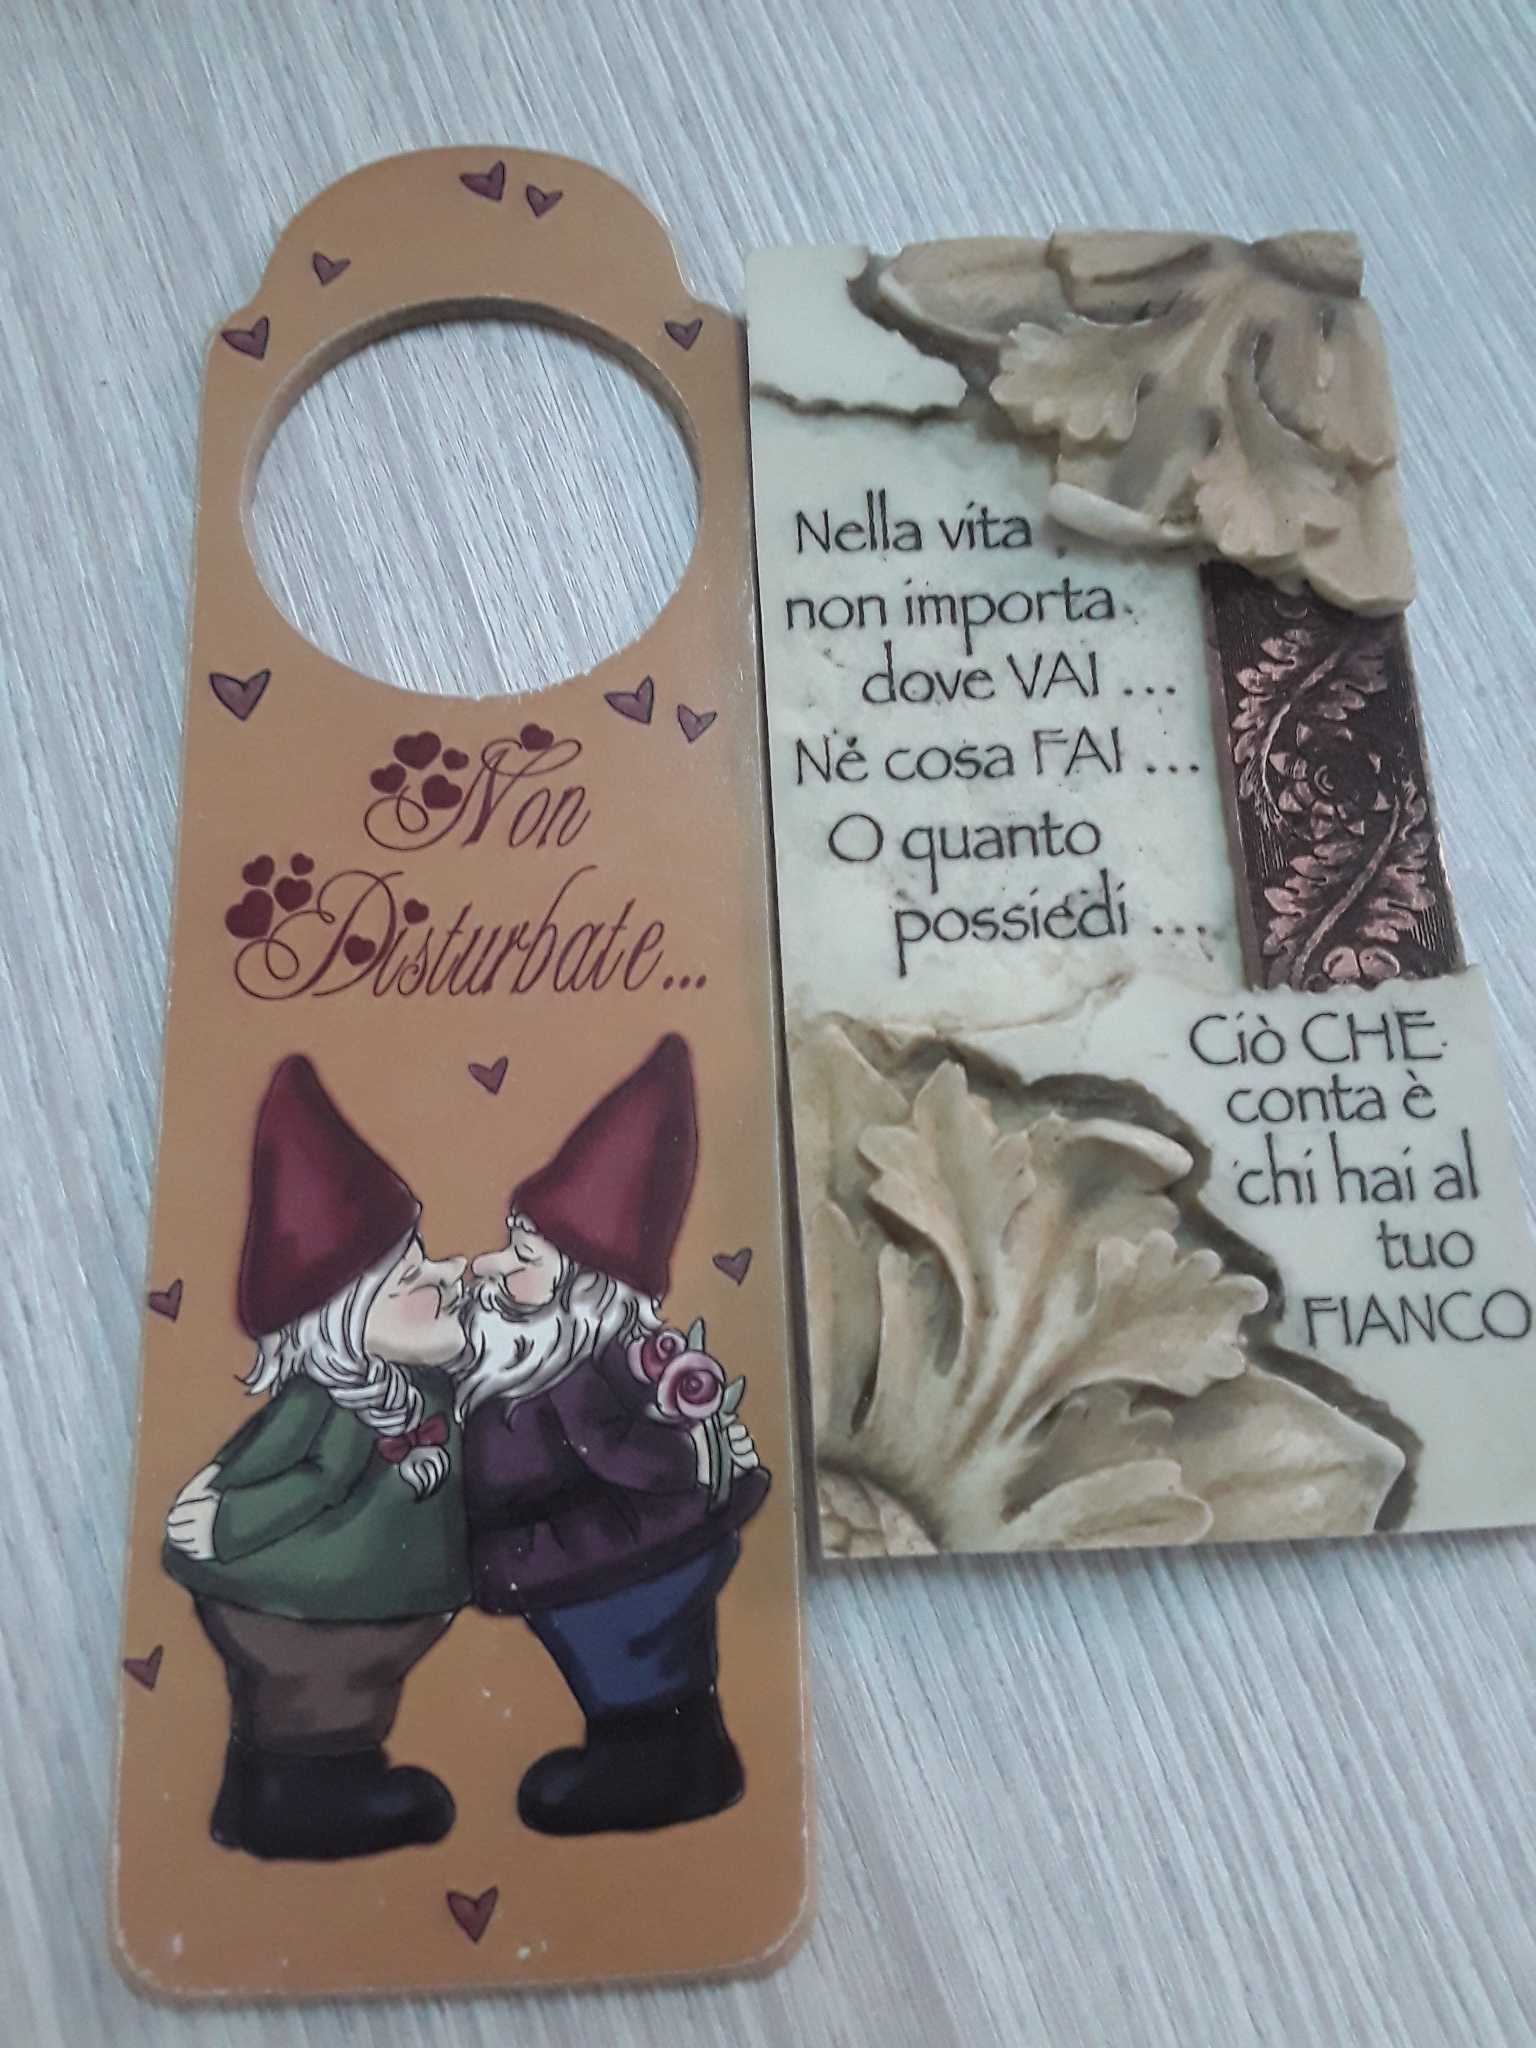 Non
Disturbate...
Nella vita
non importa
dove VAI ...
Né cosa FAI ...
O quanto
possiedi ...
Ciò CHE
conta è
chi hai al
tuo
FIANCO